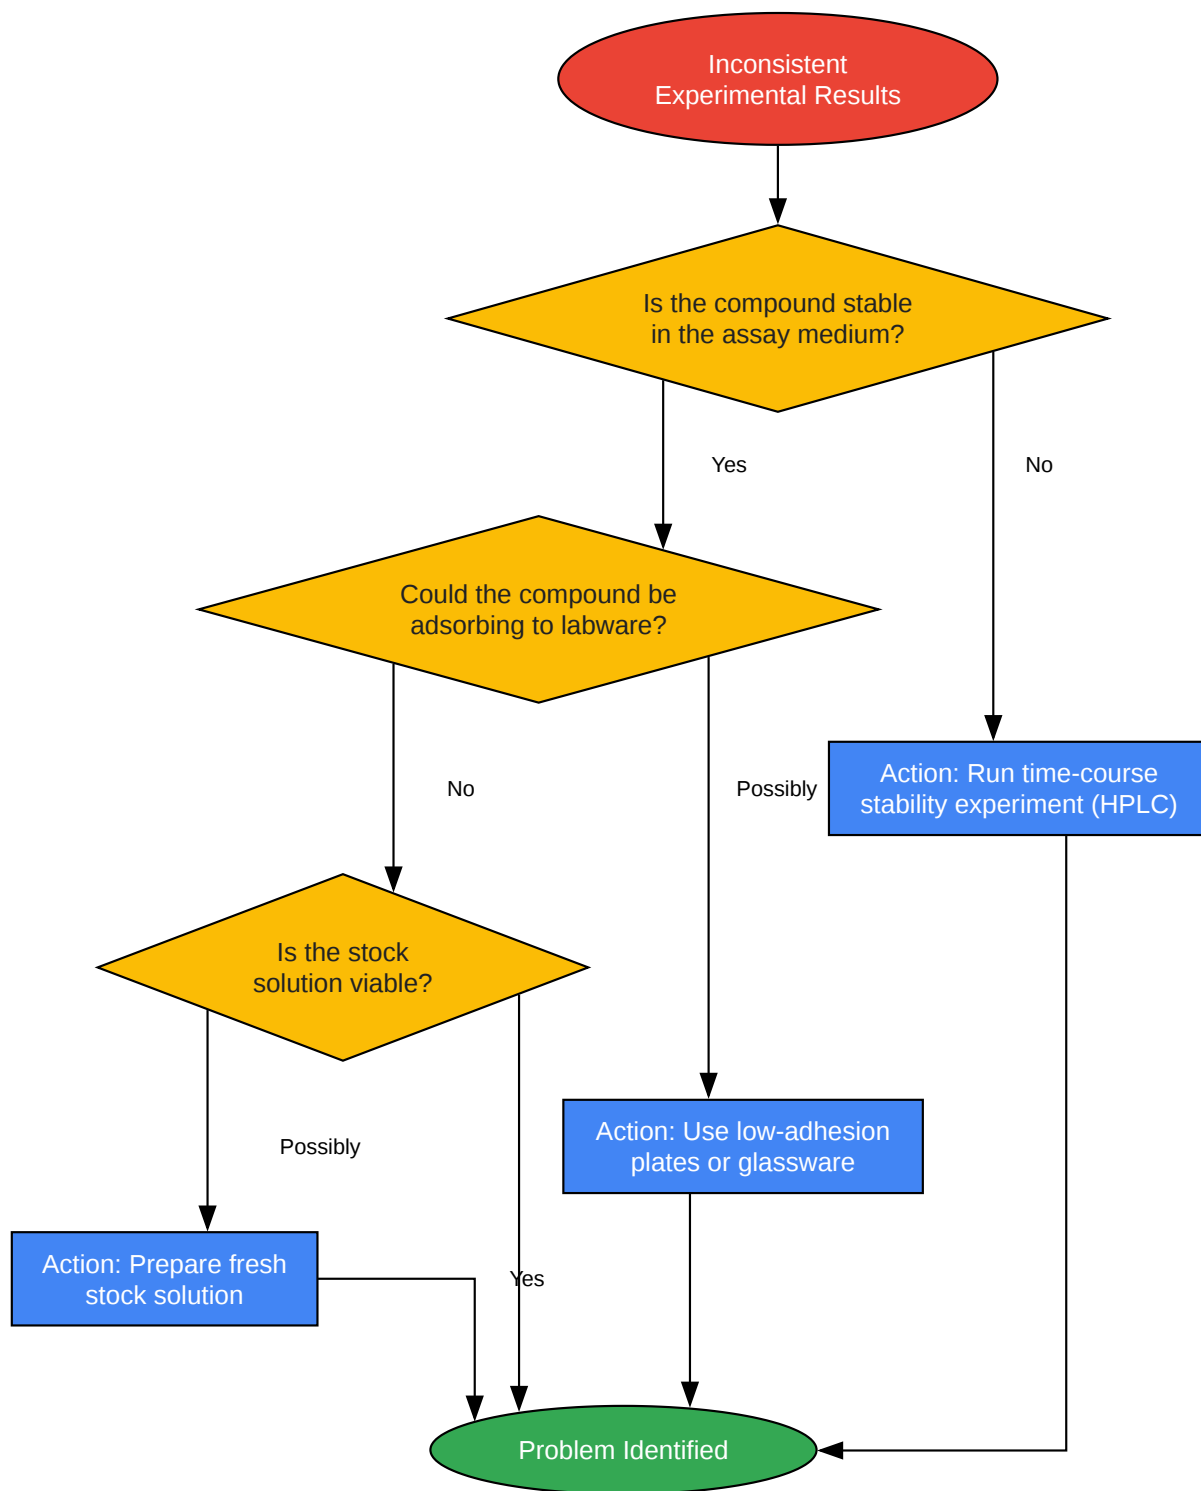 Inconsistent
Experimental Results
Is the compound stable
in the assay medium?
Yes
No
Could the compound be
adsorbing to labware?
No
Possibly
Action: Run time-course
stability experiment (HPLC)
Is the stock
solution viable?
Possibly
Action: Use low-adhesion
plates or glassware
Action: Prepare fresh
stock solution
Yes
Problem Identified